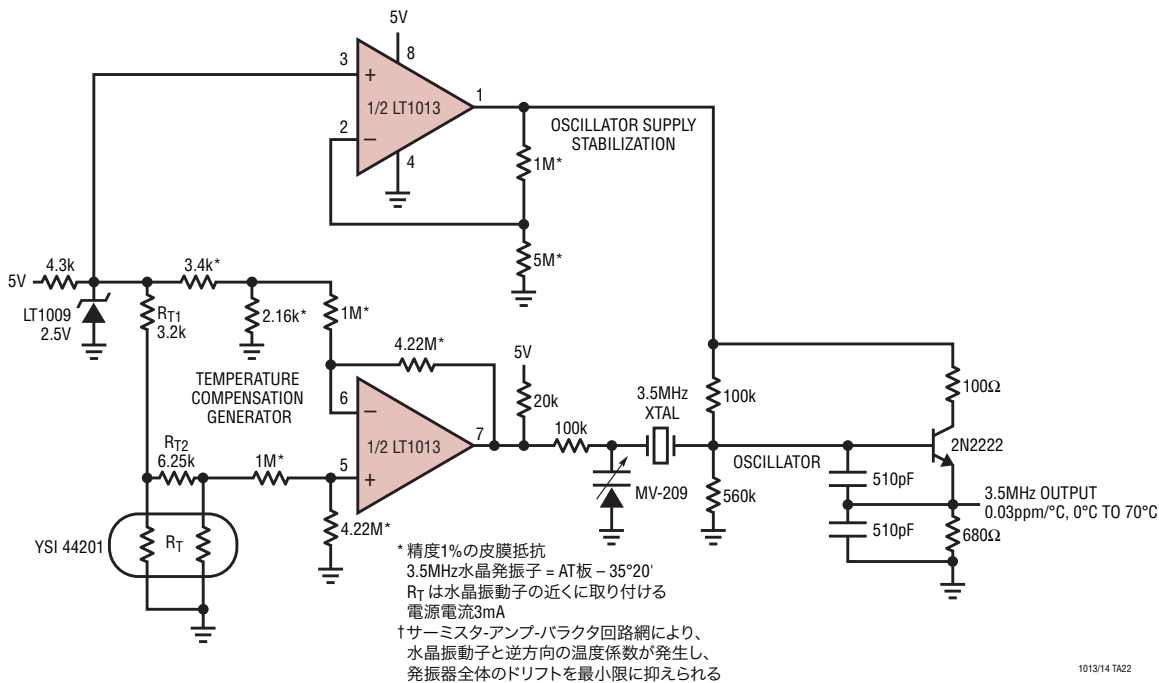 5V
3
8
+
1/2 LT1013
1
2
−
4
OSCILLATOR SUPPLY
STABILIZATION
1M*
5M*
4.3k
3.4k*
5V
LT1009
2.5V
RT1
3.2k
2.16k*
1M*
4.22M*
5V
TEMPERATURE
COMPENSATION
GENERATOR
6
−
1/2 LT1013
7
20k
100k
3.5MHz
XTAL
100k
100Ω
2N2222
RT2
6.25k
1M*
5
+
MV-209
OSCILLATOR
560k
510pF
510pF
3.5MHz OUTPUT
0.03ppm/°C, 0°C TO 70°C
680Ω
4.22M*
YSI 44201
RT
* 精度1%の皮膜抵抗
3.5MHz水晶発振子 = AT板 – 35°20'
RT は水晶振動子の近くに取り付ける
電源電流3mA
†サーミスタ-アンプ-バラクタ回路網により、
水晶振動子と逆方向の温度係数が発生し、
発振器全体のドリフトを最小限に抑えられる
1013/14 TA22